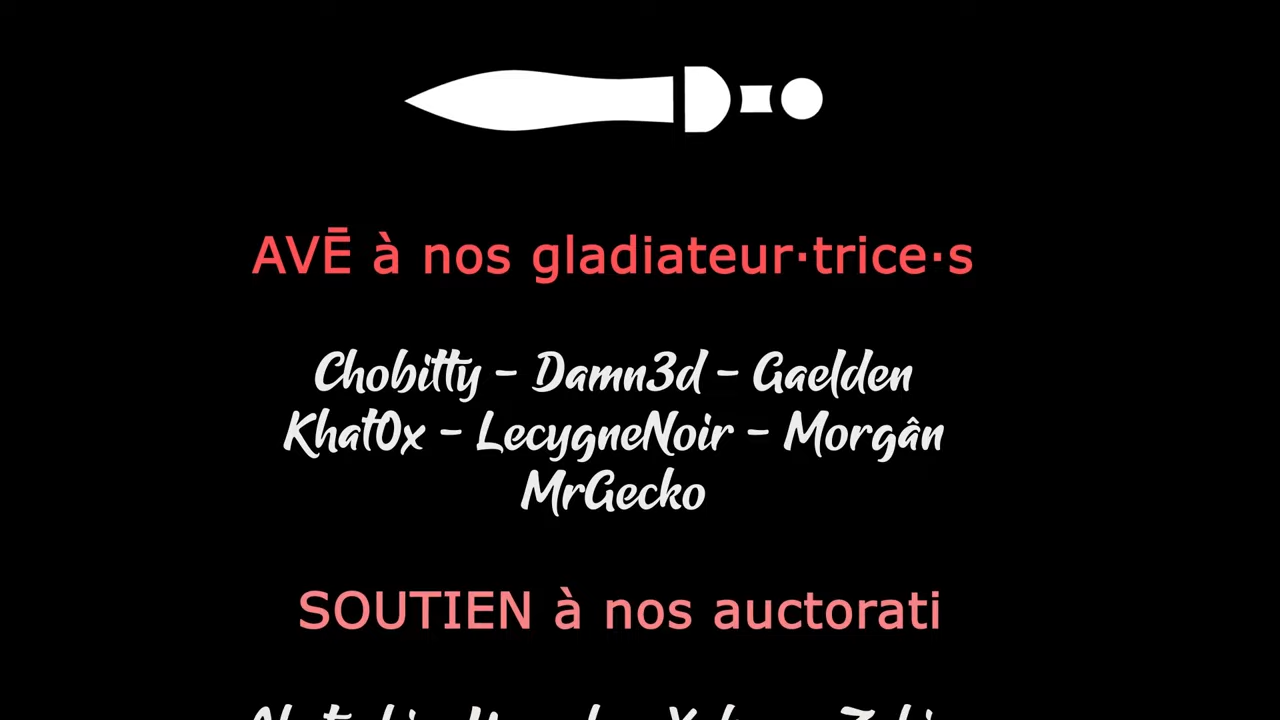 AVĒ à nos gladiateur·trice·s
Chobitty - Damn3d - Gaelden
Khat0x - LecygneNoir - Morgân
MrGecko
SOUTIEN à nos auctorati